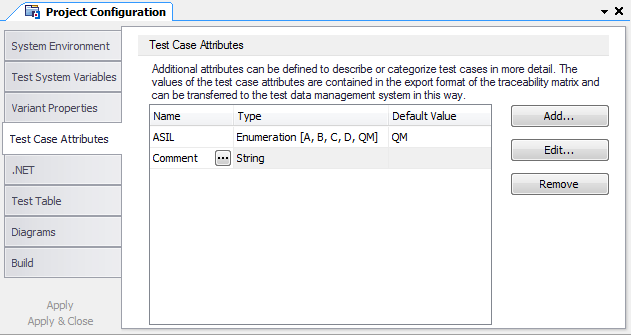 Project Configuration
System Environment
Test System Variables
Variant Properties
Test Case Attributes
.NET
Test Table
Diagrams
Build
Apply
Apply & Close
Test Case Attributes
Additional attributes can be defined to describe or categorize test cases in more detail. The
values of the test case attributes are contained in the export format of the traceability matrix and
can be transferred to the test data management system in this way.
Name Type Default Value
ASIL Enumeration [A, B, C, D, QM] QM
Comment ... String
Add...
Edit...
Remove